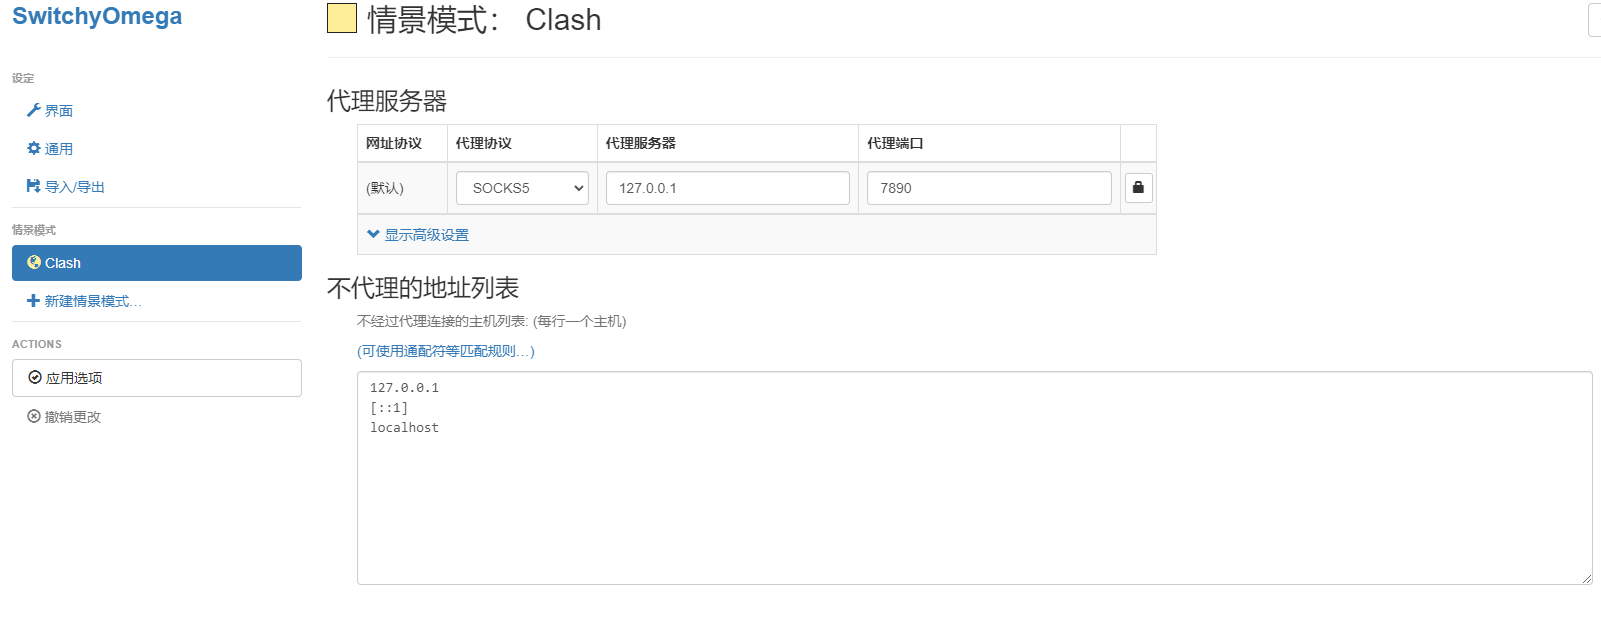 SwitchyOmega
设定
界面
通用
导入/导出
情景模式
Clash
新建情景模式...
ACTIONS
应用选项
撤销更改
情景模式： Clash
代理服务器
网址协议 代理协议 代理服务器 代理端口
(默认) SOCKS5 127.0.0.1 7890
显示高级设置
不代理的地址列表
不经过代理连接的主机列表: (每行一个主机)
(可使用通配符等匹配规则...)
127.0.0.1
[::1]
localhost